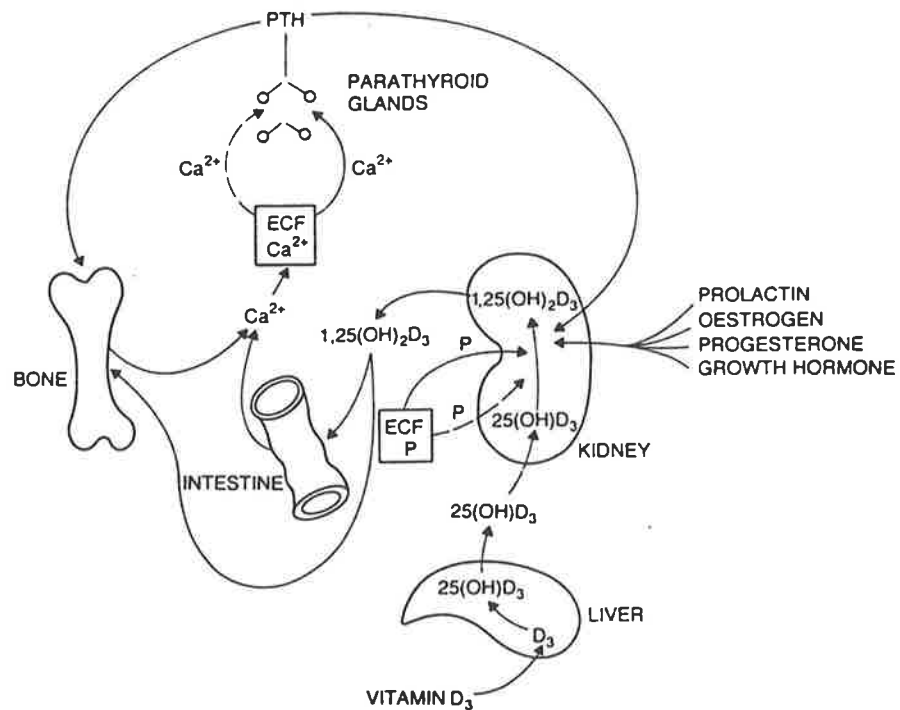 PTH
PARATHYROID
GLANDS
Ca²⁺
Ca²⁺
ECF
Ca²⁺
Ca²⁺
1,25(OH)₂D₃
1,25(OH)₂D₃
PROLACTIN
OESTROGEN
PROGESTERONE
GROWTH HORMONE
P
BONE
P
ECF
P
25(OH)D₃
KIDNEY
INTESTINE
25(OH)D₃
25(OH)D₃
LIVER
D₃
VITAMIN D₃